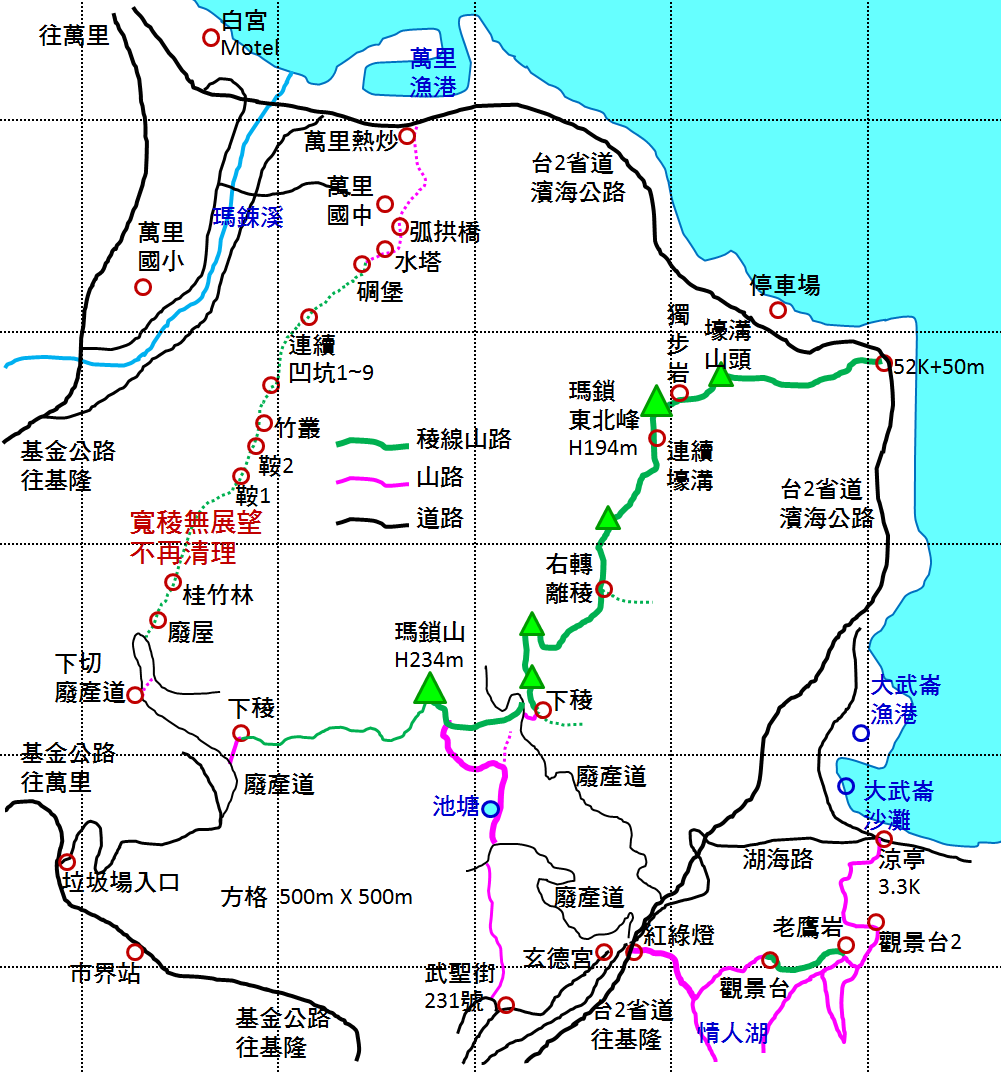 白宮
Motel
往萬里
萬里
漁港
萬里熱炒
台2省道
濱海公路
萬里
國中
瑪鋉溪
弧拱橋
萬里
國小
水塔
碉堡
停車場
獨
步
岩
壕溝
山頭
連續
凹坑1~9
52K+50m
瑪鎖
東北峰
H194m
竹叢
稜線山路
基金公路
往基隆
鞍2
連續
壕溝
山路
鞍1
台2省道
濱海公路
道路
寬稜無展望
不再清理
右轉
離稜
桂竹林
廢屋
瑪鎖山
H234m
下切
廢產道
大武崙
漁港
下稜
下稜
基金公路
往萬里
廢產道
廢產道
池塘
大武崙
沙灘
湖海路
涼亭
3.3K
垃圾場入口
方格 500m X 500m
廢產道
老鷹岩
紅綠燈
觀景台2
玄德宮
市界站
武聖街
231號
觀景台
基金公路
往基隆
台2省道
往基隆
情人湖